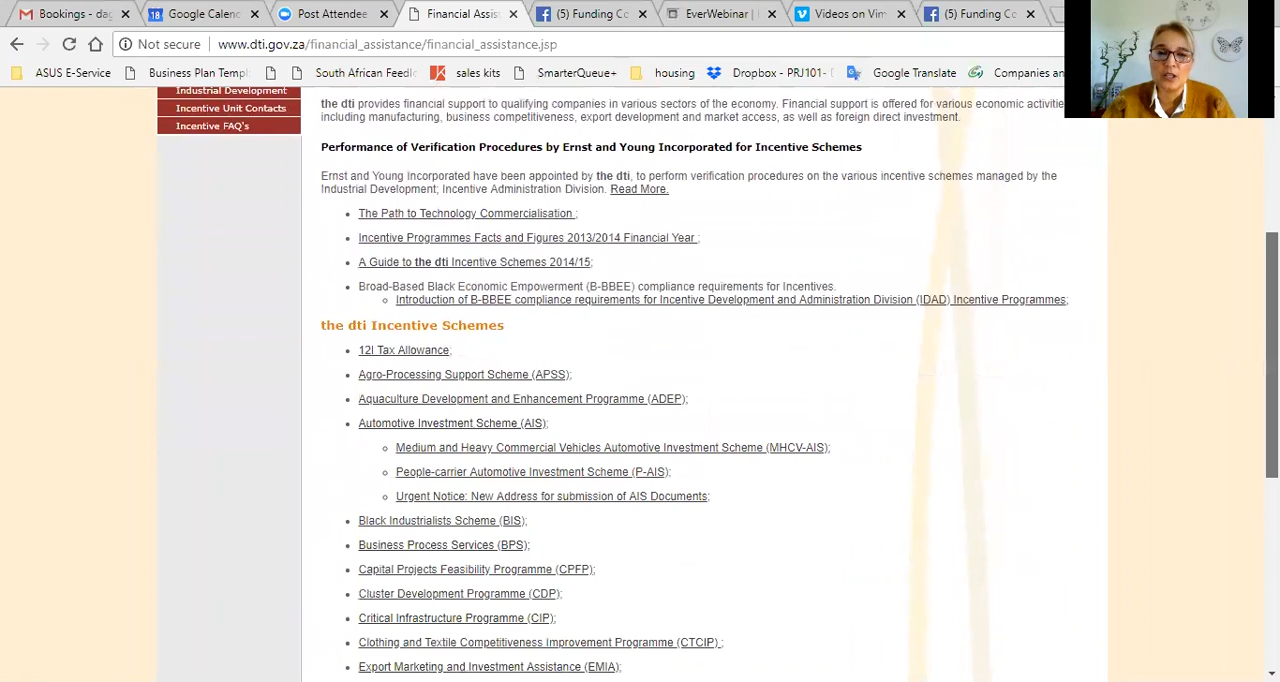 Bookings - dag
Google Calend
Post Attendee
Financial Assis
(5) Funding Co
EverWebinar |
Videos on Vim
(5) Funding Co
Not secure | www.dti.gov.za/financial_assistance/financial_assistance.jsp
ASUS E-Service
Business Plan Templ
South African Feedl
sales kits
SmarterQueue+
housing
Dropbox - PRJ101-
Google Translate
Companies an
Industrial Development
Incentive Unit Contacts
Incentive FAQ's
the dti provides financial support to qualifying companies in various sectors of the economy. Financial support is offered for various economic activitie
including manufacturing, business competitiveness, export development and market access, as well as foreign direct investment.
Performance of Verification Procedures by Ernst and Young Incorporated for Incentive Schemes
Ernst and Young Incorporated have been appointed by the dti, to perform verification procedures on the various incentive schemes managed by the
Industrial Development; Incentive Administration Division. Read More.
The Path to Technology Commercialisation ;
Incentive Programmes Facts and Figures 2013/2014 Financial Year ;
A Guide to the dti Incentive Schemes 2014/15;
Broad-Based Black Economic Empowerment (B-BBEE) compliance requirements for Incentives.
Introduction of B-BBEE compliance requirements for Incentive Development and Administration Division (IDAD) Incentive Programmes;
the dti Incentive Schemes
12I Tax Allowance;
Agro-Processing Support Scheme (APSS);
Aquaculture Development and Enhancement Programme (ADEP);
Automotive Investment Scheme (AIS);
Medium and Heavy Commercial Vehicles Automotive Investment Scheme (MHCV-AIS);
People-carrier Automotive Investment Scheme (P-AIS);
Urgent Notice: New Address for submission of AIS Documents;
Black Industrialists Scheme (BIS);
Business Process Services (BPS);
Capital Projects Feasibility Programme (CPFP);
Cluster Development Programme (CDP);
Critical Infrastructure Programme (CIP);
Clothing and Textile Competitiveness Improvement Programme (CTCIP) ;
Export Marketing and Investment Assistance (EMIA);